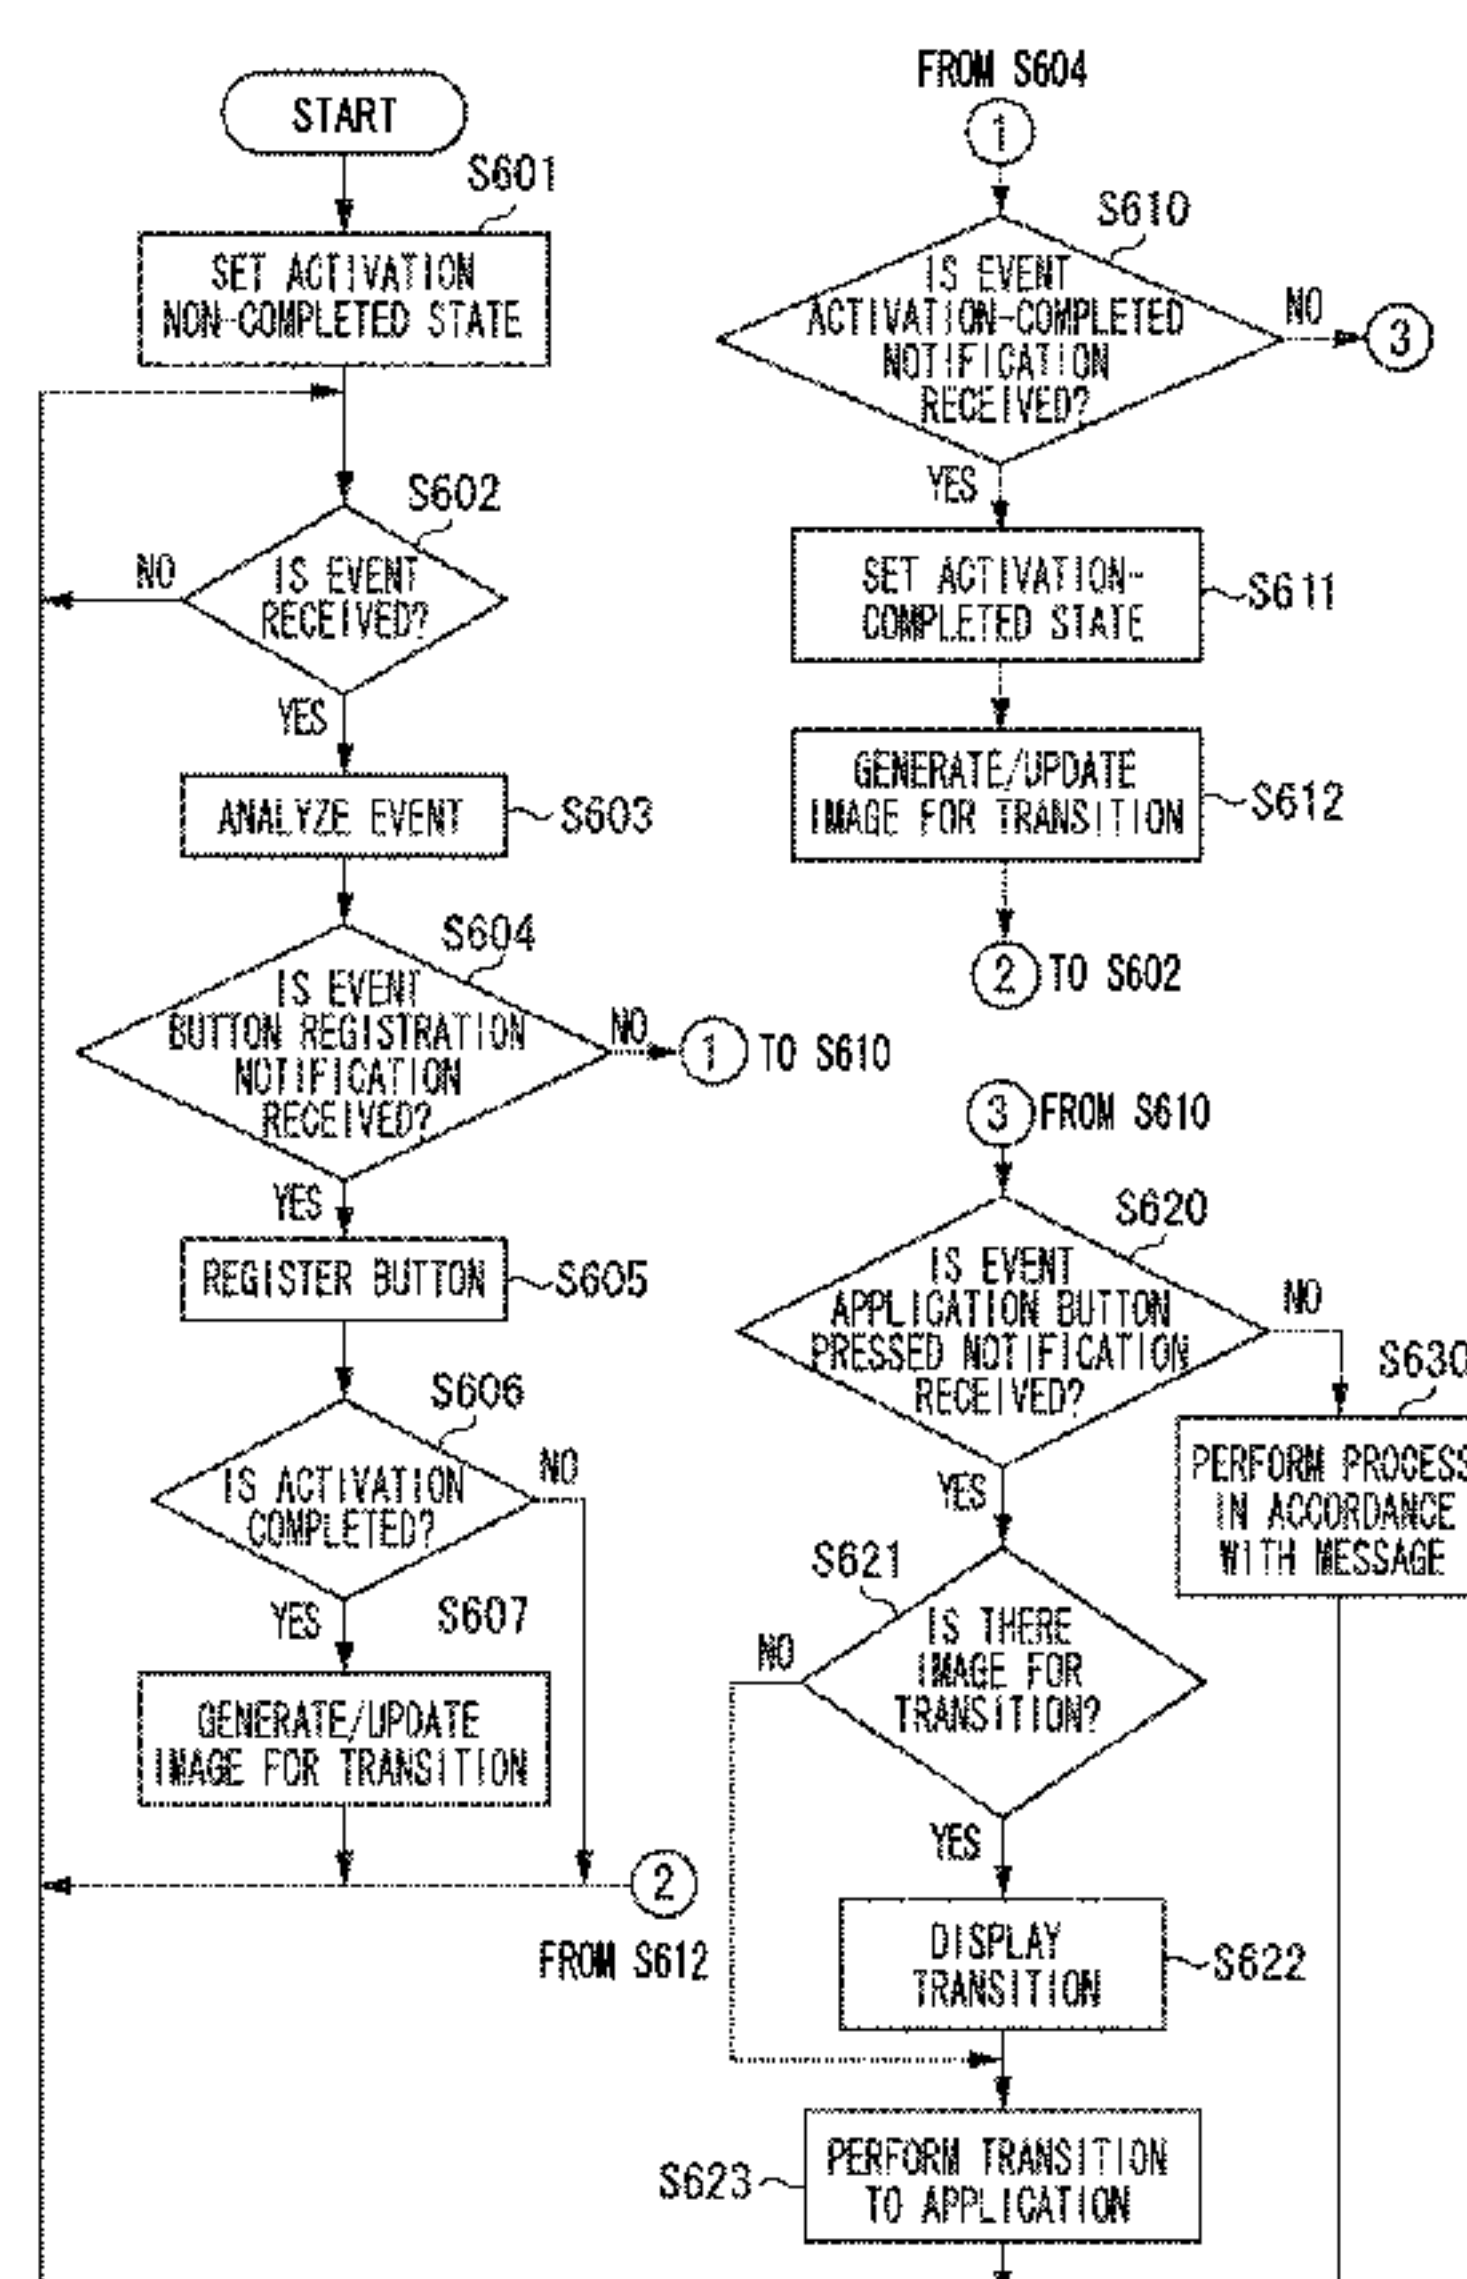 START
S601
SET ACTIVATION
NON-COMPLETED STATE
S602
NO
IS EVENT
RECEIVED?
YES
ANALYZE EVENT
S603
S604
IS EVENT
BUTTON REGISTRATION
NOTIFICATION
RECEIVED?
NO
1
TO S610
YES
REGISTER BUTTON
S605
S606
IS ACTIVATION
COMPLETED?
NO
YES
S607
GENERATE/UPDATE
IMAGE FOR TRANSITION
2
FROM S612
FROM S604
1
S610
IS EVENT
ACTIVATION-COMPLETED
NOTIFICATION
RECEIVED?
NO
3
YES
SET ACTIVATION-
COMPLETED STATE
S611
GENERATE/UPDATE
IMAGE FOR TRANSITION
S612
2
TO S602
3
FROM S610
S620
IS EVENT
APPLICATION BUTTON
PRESSED NOTIFICATION
RECEIVED?
NO
S630
PERFORM PROCESS
IN ACCORDANCE
WITH MESSAGE
YES
S621
IS THERE
IMAGE FOR
TRANSITION?
NO
YES
DISPLAY
TRANSITION
S622
S623
PERFORM TRANSITION
TO APPLICATION